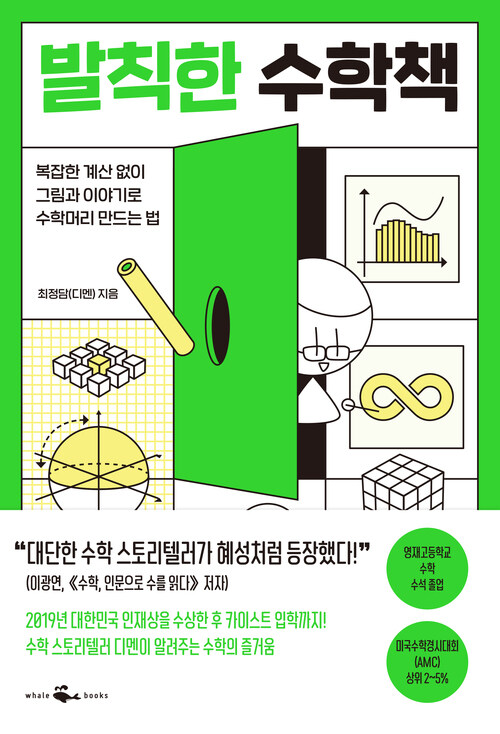 발칙한 수학책
복잡한 계산 없이
그림과 이야기로
수학머리 만드는 법
최정담(디멘) 지음
❝대단한 수학 스토리텔러가 혜성처럼 등장했다!❞
(이광연, 《수학, 인문으로 수를 읽다》 저자)
2019년 대한민국 인재상을 수상한 후 카이스트 입학까지!
수학 스토리텔러 디멘이 알려주는 수학의 즐거움
영재고등학교
수학
수석 졸업
미국수학경시대회
(AMC)
상위 2~5%
whale books